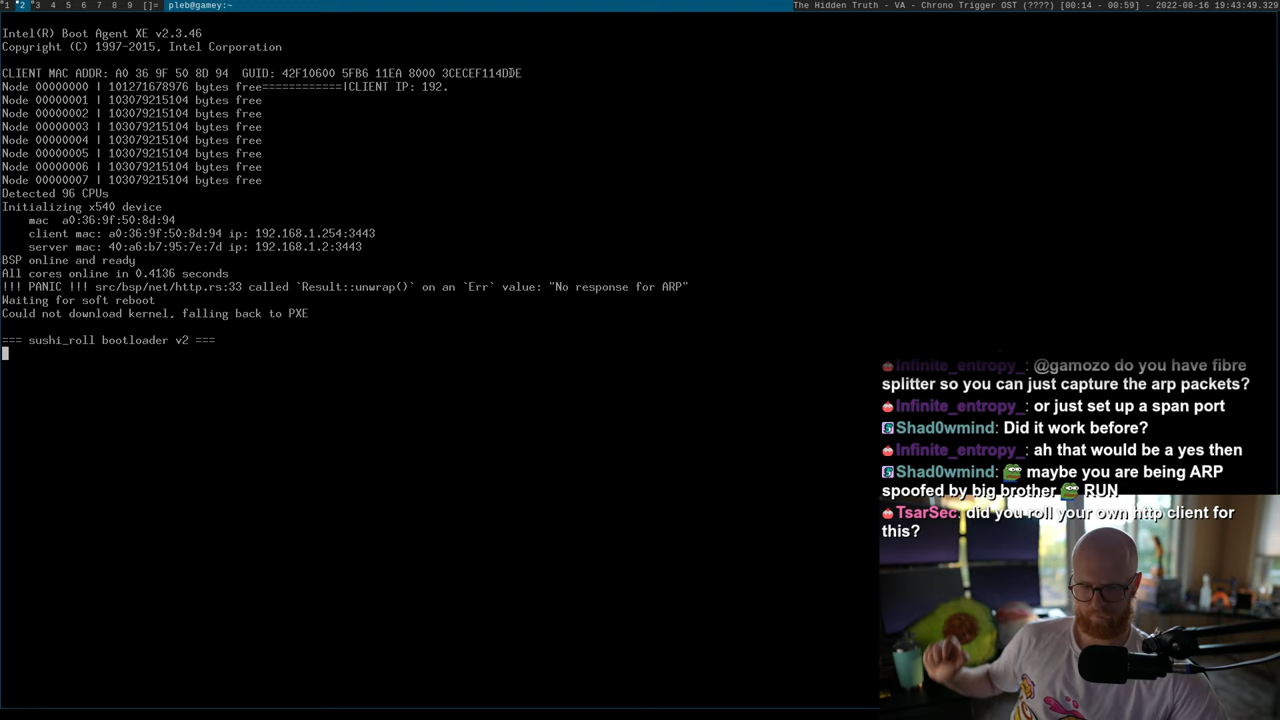 1 2 3 4 5 6 7 8 9 []= pleb@gamey:~ The Hidden Truth - VA - Chrono Trigger OST (????) [00:14 - 00:59] - 2022-08-16 19:43:49.329
Intel(R) Boot Agent XE v2.3.46
Copyright (C) 1997-2015, Intel Corporation
CLIENT MAC ADDR: A0 36 9F 50 8D 94  GUID: 42F10600 5FB6 11EA 8000 3CECEF114DDE
Node 00000000 | 101271678976 bytes free============|CLIENT IP: 192.
Node 00000001 | 103079215104 bytes free
Node 00000002 | 103079215104 bytes free
Node 00000003 | 103079215104 bytes free
Node 00000004 | 103079215104 bytes free
Node 00000005 | 103079215104 bytes free
Node 00000006 | 103079215104 bytes free
Node 00000007 | 103079215104 bytes free
Detected 96 CPUs
Initializing x540 device
mac  a0:36:9f:50:8d:94
client mac: a0:36:9f:50:8d:94 ip: 192.168.1.254:3443
server mac: 40:a6:b7:95:7e:7d ip: 192.168.1.2:3443
BSP online and ready
All cores online in 0.4136 seconds
!!! PANIC !!! src/bsp/net/http.rs:33 called `Result::unwrap()` on an `Err` value: "No response for ARP"
Waiting for soft reboot
Could not download kernel, falling back to PXE
=== sushi_roll bootloader v2 ===
Infinite_entropy_: @gamozo do you have fibre
splitter so you can just capture the arp packets?
Infinite_entropy_: or just set up a span port
Shad0wmind: Did it work before?
Infinite_entropy_: ah that would be a yes then
Shad0wmind: maybe you are being ARP
spoofed by big brother RUN
TsarSec: did you roll your own http client for
this?